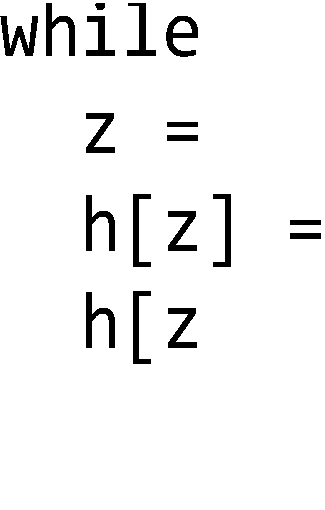 while
  z =
  h[z] =
  h[z